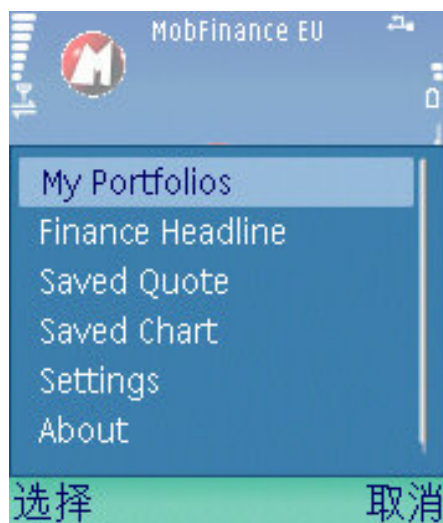 MobFinance EU
My Portfolios
Finance Headline
Saved Quote
Saved Chart
Settings
About
选择 取消